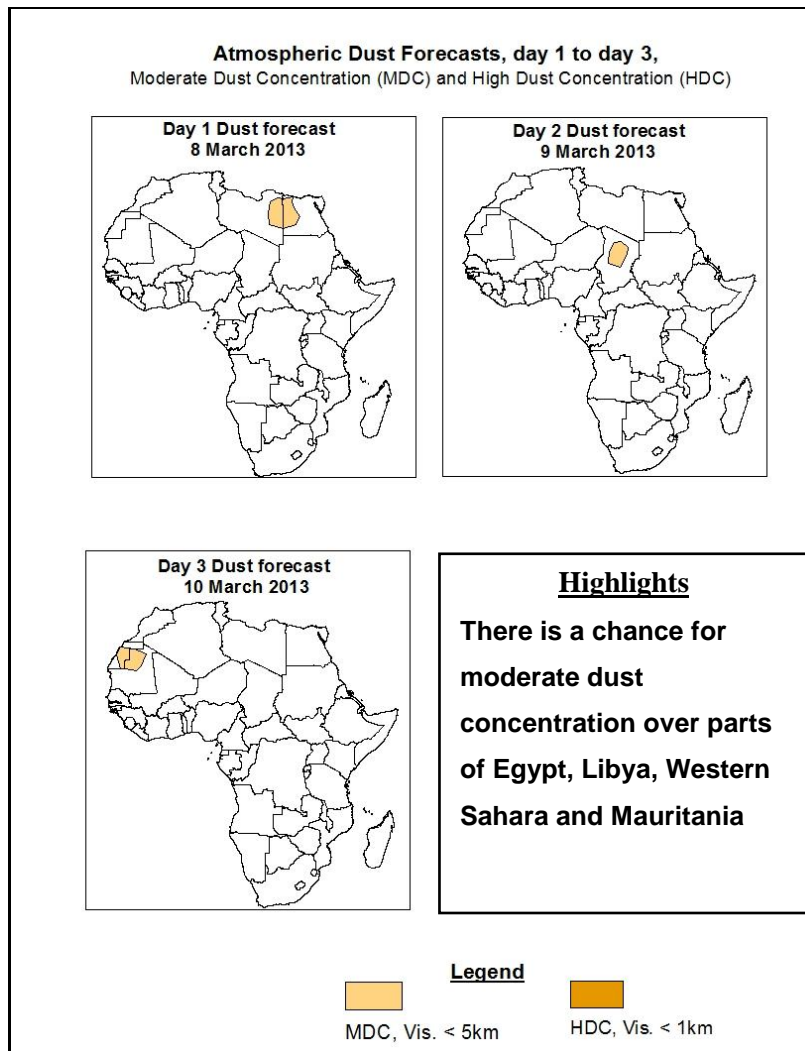 Atmospheric Dust Forecasts, day 1 to day 3,
Moderate Dust Concentration (MDC) and High Dust Concentration (HDC)
Day 1 Dust forecast
8 March 2013
Day 2 Dust forecast
9 March 2013
Day 3 Dust forecast
10 March 2013
Highlights
There is a chance for
moderate dust
concentration over parts
of Egypt, Libya, Western
Sahara and Mauritania
Legend
MDC, Vis. < 5km
HDC, Vis. < 1km